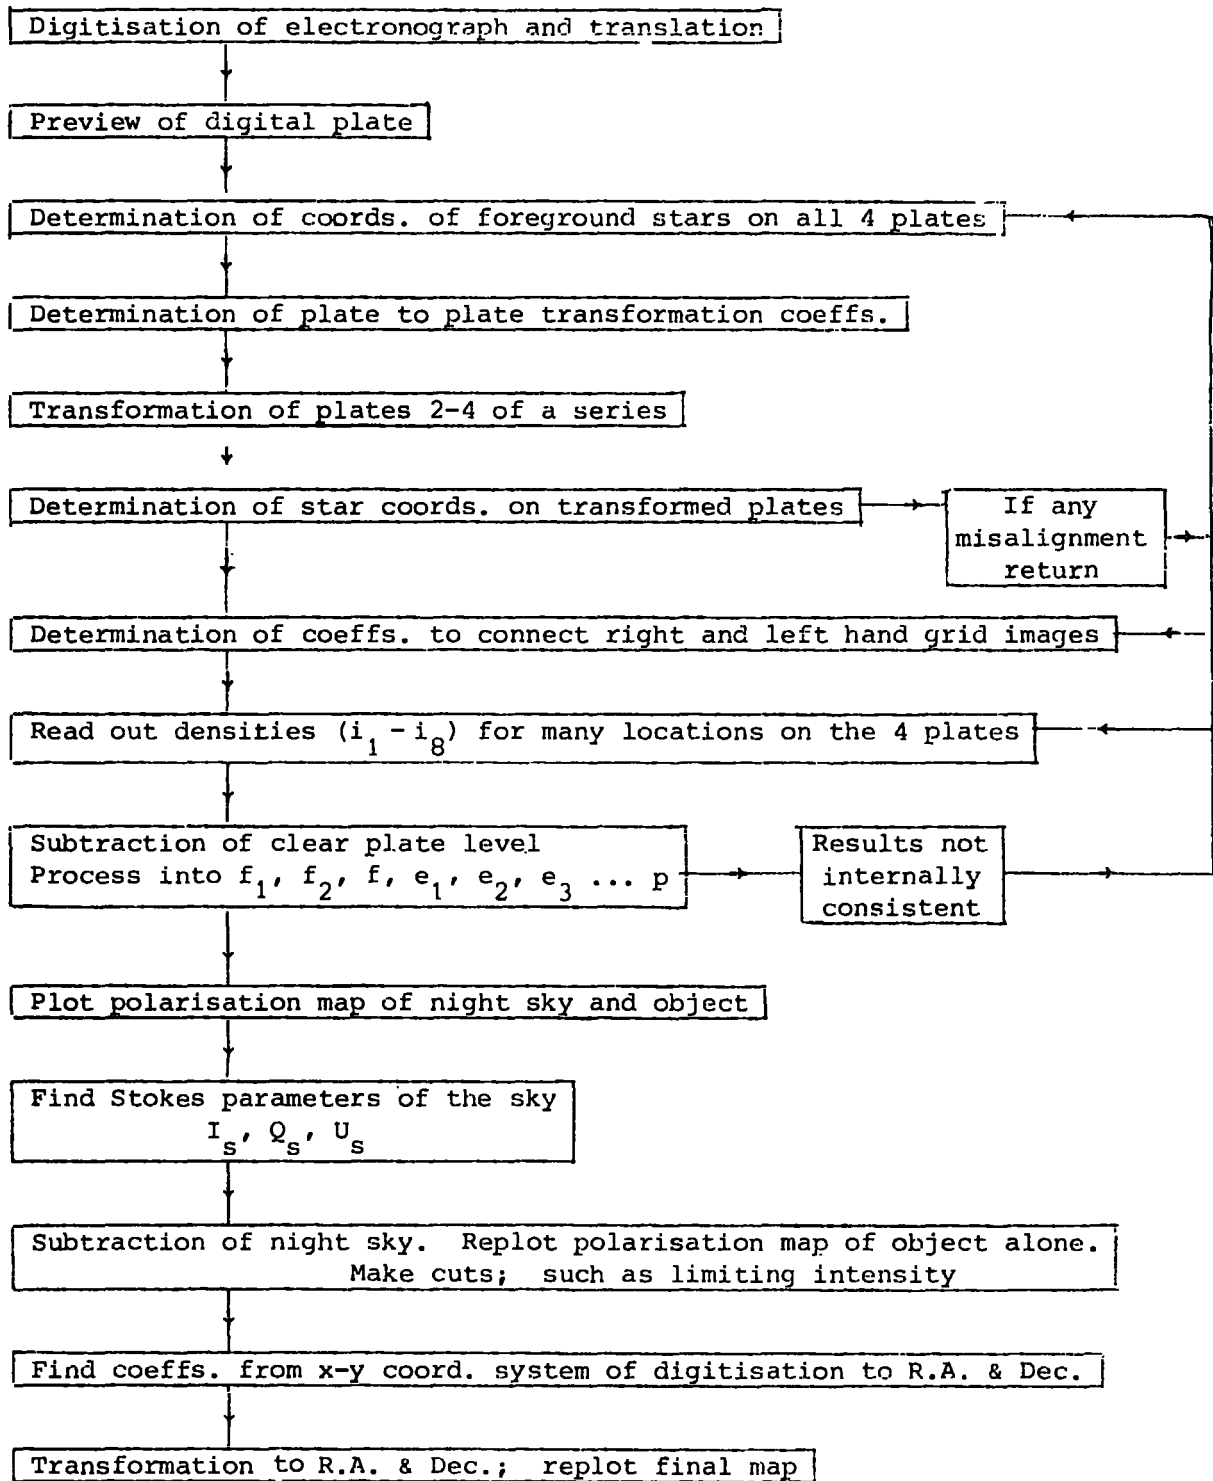 Digitisation of electronograph and translation
Preview of digital plate
Determination of coords. of foreground stars on all 4 plates
Determination of plate to plate transformation coeffs.
Transformation of plates 2-4 of a series
Determination of star coords. on transformed plates
If any
misalignment
return
Determination of coeffs. to connect right and left hand grid images
Read out densities (i₁ - i₈) for many locations on the 4 plates
Subtraction of clear plate level
Process into f₁, f₂, f, e₁, e₂, e₃ ... p
Results not
internally
consistent
Plot polarisation map of night sky and object
Find Stokes parameters of the sky
Iₛ, Qₛ, Uₛ
Subtraction of night sky. Replot polarisation map of object alone.
Make cuts; such as limiting intensity
Find coeffs. from x-y coord. system of digitisation to R.A. & Dec.
Transformation to R.A. & Dec.; replot final map